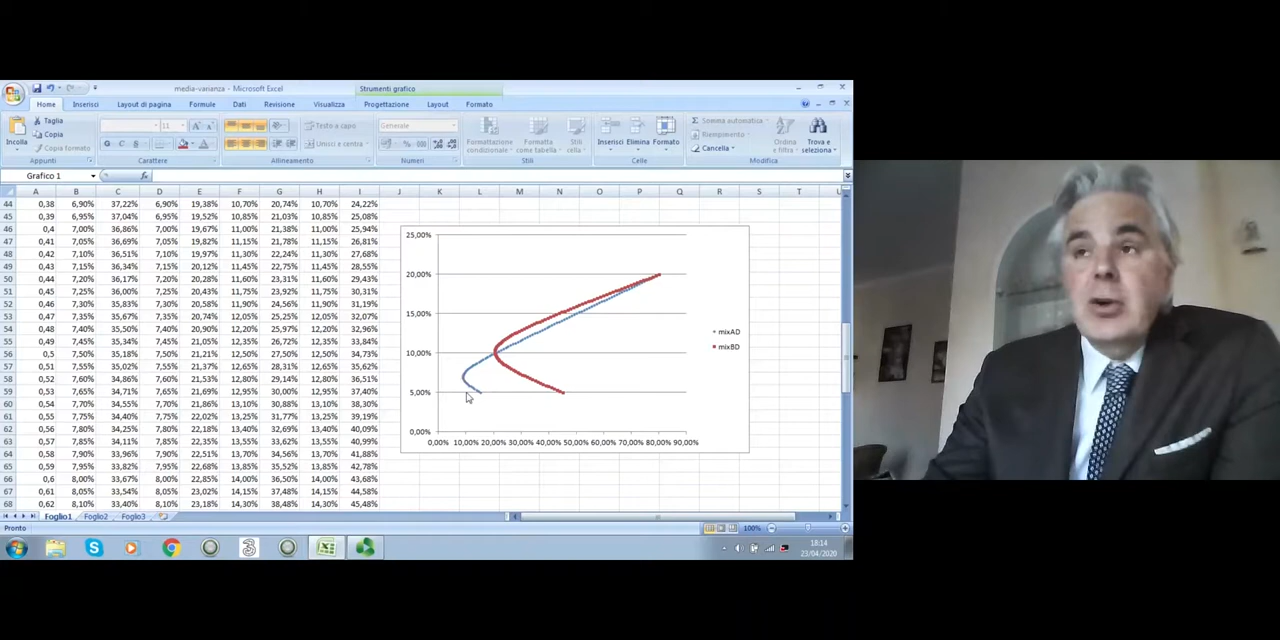 media-varianza - Microsoft Excel Strumenti grafico
Home Inserisci Layout di pagina Formule Dati Revisione Visualizza Progettazione Layout Formato
Incolla
Taglia
Copia
Copia formato
Appunti
11
G C S
Carattere
Testo a capo
Unisci e centra
Allineamento
Generale
% 000
Numeri
Formattazione condizionale
Formatta come tabella
Stili cella
Stili
Inserisci Elimina Formato
Celle
Somma automatica
Riempimento
Cancella
Ordina e filtra
Trova e seleziona
Modifica
Grafico 1
A B C D E F G H I J K L M N O P Q R S T U
44 0,38 6,90% 37,22% 6,90% 19,38% 10,70% 20,74% 10,70% 24,22%
45 0,39 6,95% 37,04% 6,95% 19,52% 10,85% 21,03% 10,85% 25,08%
46 0,4 7,00% 36,86% 7,00% 19,67% 11,00% 21,38% 11,00% 25,94%
47 0,41 7,05% 36,69% 7,05% 19,82% 11,15% 21,78% 11,15% 26,81%
48 0,42 7,10% 36,51% 7,10% 19,97% 11,30% 22,24% 11,30% 27,68%
49 0,43 7,15% 36,34% 7,15% 20,12% 11,45% 22,75% 11,45% 28,55%
50 0,44 7,20% 36,17% 7,20% 20,28% 11,60% 23,31% 11,60% 29,43%
51 0,45 7,25% 36,00% 7,25% 20,43% 11,75% 23,92% 11,75% 30,31%
52 0,46 7,30% 35,83% 7,30% 20,58% 11,90% 24,56% 11,90% 31,19%
53 0,47 7,35% 35,67% 7,35% 20,74% 12,05% 25,25% 12,05% 32,07%
54 0,48 7,40% 35,50% 7,40% 20,90% 12,20% 25,97% 12,20% 32,96%
55 0,49 7,45% 35,34% 7,45% 21,05% 12,35% 26,72% 12,35% 33,84%
56 0,5 7,50% 35,18% 7,50% 21,21% 12,50% 27,50% 12,50% 34,73%
57 0,51 7,55% 35,02% 7,55% 21,37% 12,65% 28,31% 12,65% 35,62%
58 0,52 7,60% 34,86% 7,60% 21,53% 12,80% 29,14% 12,80% 36,51%
59 0,53 7,65% 34,71% 7,65% 21,69% 12,95% 30,00% 12,95% 37,40%
60 0,54 7,70% 34,55% 7,70% 21,86% 13,10% 30,88% 13,10% 38,30%
61 0,55 7,75% 34,40% 7,75% 22,02% 13,25% 31,77% 13,25% 39,19%
62 0,56 7,80% 34,25% 7,80% 22,18% 13,40% 32,69% 13,40% 40,09%
63 0,57 7,85% 34,11% 7,85% 22,35% 13,55% 33,62% 13,55% 40,99%
64 0,58 7,90% 33,96% 7,90% 22,51% 13,70% 34,56% 13,70% 41,88%
65 0,59 7,95% 33,82% 7,95% 22,68% 13,85% 35,52% 13,85% 42,78%
66 0,6 8,00% 33,67% 8,00% 22,85% 14,00% 36,50% 14,00% 43,68%
67 0,61 8,05% 33,54% 8,05% 23,02% 14,15% 37,48% 14,15% 44,58%
68 0,62 8,10% 33,40% 8,10% 23,18% 14,30% 38,48% 14,30% 45,48%
25,00%
20,00%
15,00%
10,00%
5,00%
0,00%
0,00% 10,00% 20,00% 30,00% 40,00% 50,00% 60,00% 70,00% 80,00% 90,00%
mixAD
mixBD
Foglio1 Foglio2 Foglio3
Pronto
100%
18:14
23/04/2020